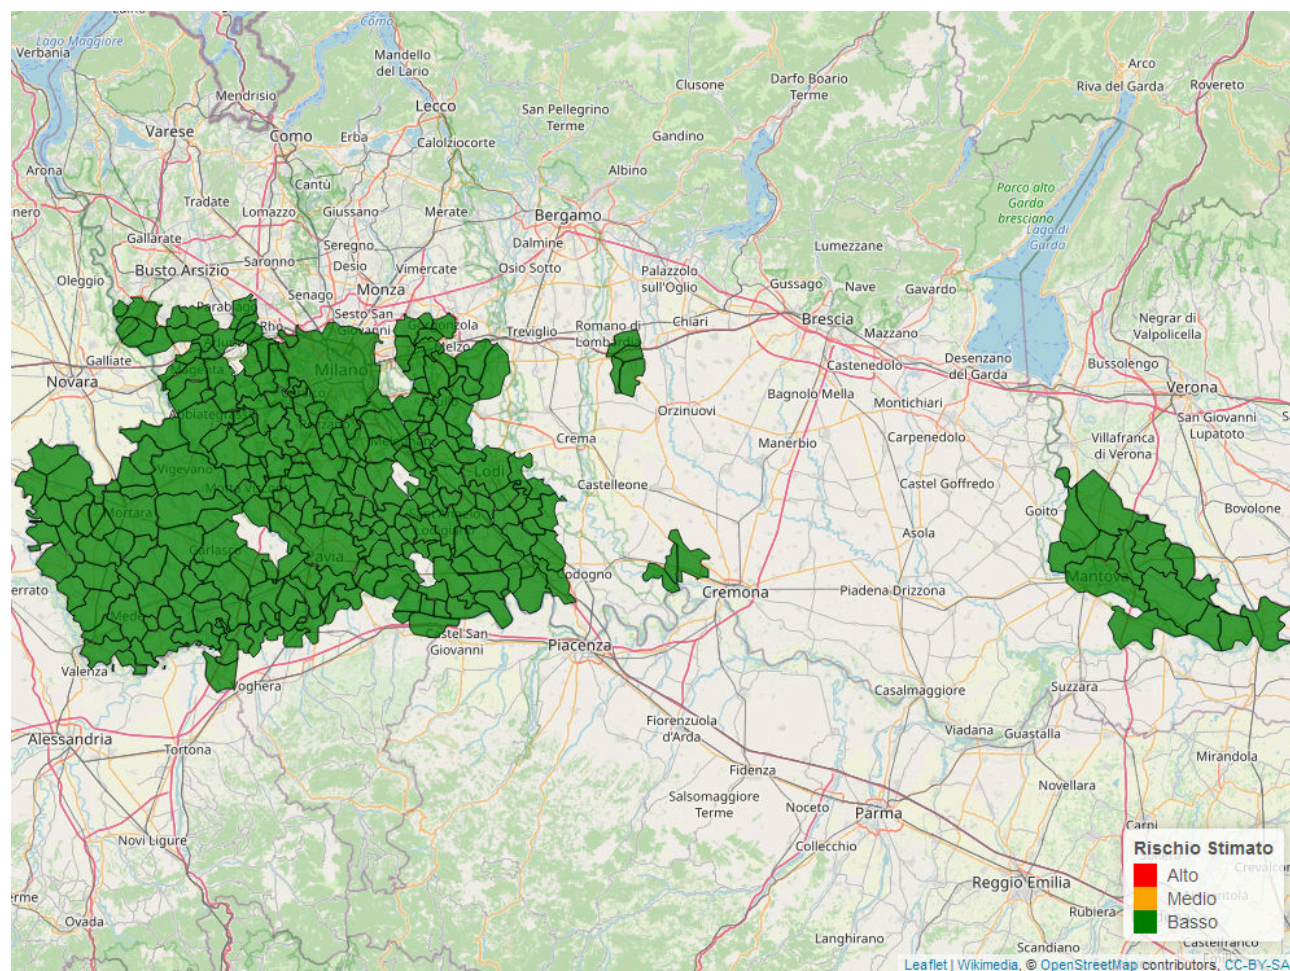 Lago Maggiore
Verbania
Como
Mandello
del Lario
Clusone
Darfo Boario
Terme
Arco
Riva del Garda
Rovereto
Mendrisio
Lecco
San Pellegrino
Terme
Varese
Como
Erba
Calolziocorte
Gandino
Arona
Albino
Cantù
Parco alto
Garda
bresciano
Lago di
Garda
Tradate
Lomazzo
Giussano
Merate
Bergamo
Gallarate
Seregno
Dalmine
Lumezzane
Busto Arsizio
Saronno
Desio
Vimercate
Osio Sotto
Palazzolo
sull'Oglio
Oleggio
Senago
Monza
Gussago
Nave
Gavardo
Sesto San
Giovanni
Rho
Treviglio
Romano di
Lombardia
Chiari
Brescia
Mazzano
Negrar di
Valpolicella
Melzo
Galliate
Magenta
Milano
Castenedolo
Desenzano
del Garda
Bussolengo
Novara
Bagnolo Mella
Montichiari
Verona
Orzinuovi
San Giovanni
Lupatoto
Crema
Manerbio
Carpenedolo
Villafranca
di Verona
Vigevano
Lodi
Castelleone
Castel Goffredo
Goito
Bovolone
Mortara
Asola
Garlasco
Pavia
Codogno
Cremona
Piadena Drizzona
Mantova
Mede
Castel San
Giovanni
Piacenza
Valenza
Voghera
Casalmaggiore
Suzzara
Fiorenzuola
d'Arda
Viadana
Guastalla
Alessandria
Tortona
Mirandola
Fidenza
Novellara
Salsomaggiore
Terme
Noceto
Parma
Novi Ligure
Collecchio
Carpi
Rischio Stimato
Alto
Medio
Basso
Reggio Emilia
Rubiera
Ovada
Langhirano
Scandiano
Castelfranco
Leaflet | Wikimedia, © OpenStreetMap contributors, CC-BY-SA